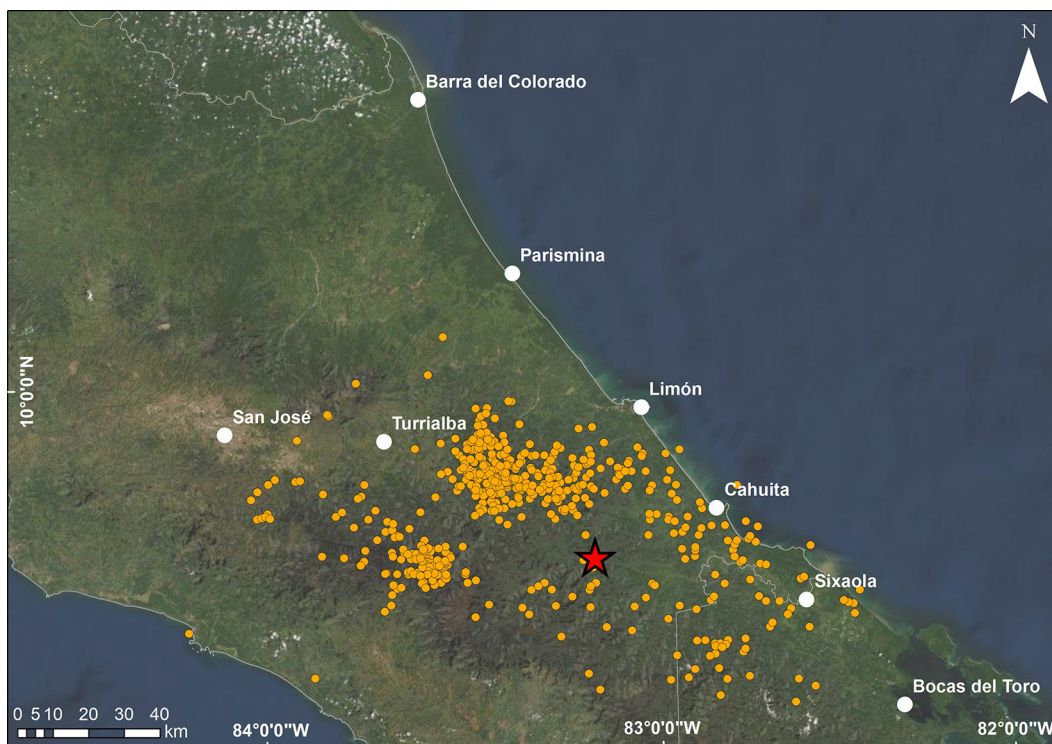 N
Barra del Colorado
Parismina
10°0'0"N
Limón
San José
Turrialba
Cahuita
Sixaola
Bocas del Toro
0 5 10 20 30 40
km
84°0'0"W
83°0'0"W
82°0'0"W